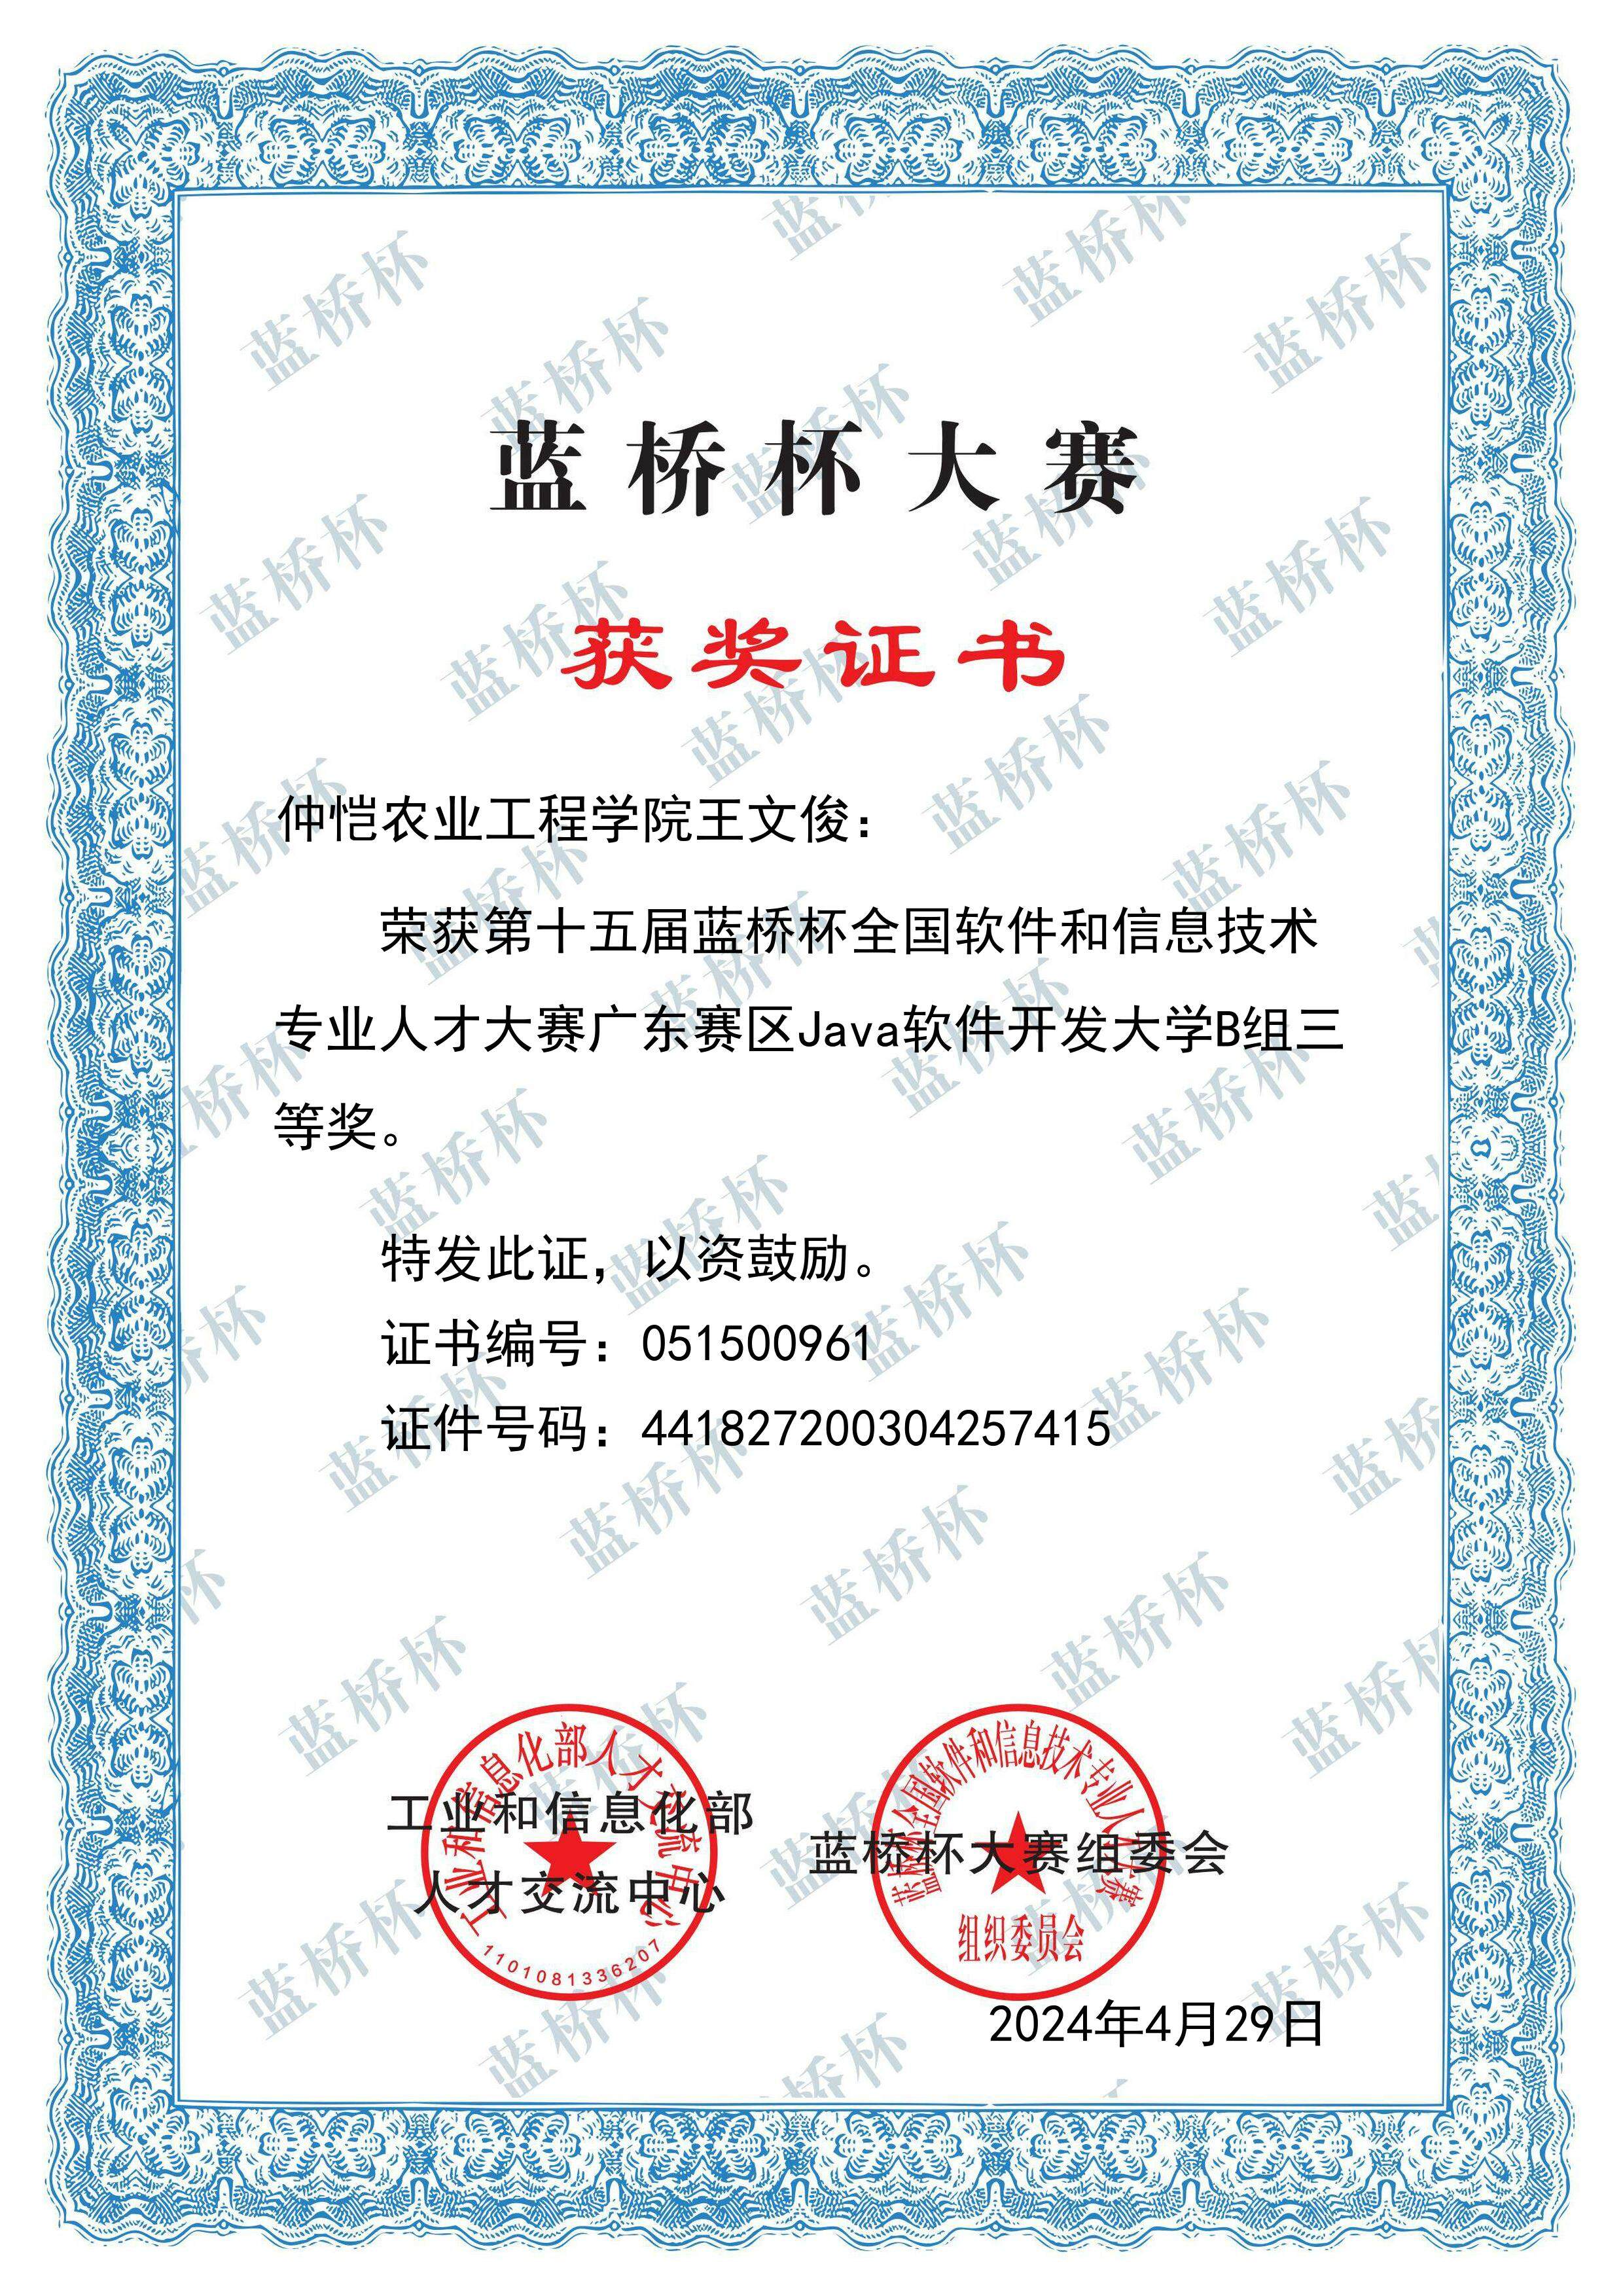 蓝桥杯大赛
获奖证书
仲恺农业工程学院王文俊：
荣获第十五届蓝桥杯全国软件和信息技术
专业人才大赛广东赛区Java软件开发大学B组三
等奖。
特发此证，以资鼓励。
证书编号：051500961
证件号码：441827200304257415
工业和信息化部人才交流中心
1101081336207
工业和信息化部
人才交流中心
蓝桥杯全国软件和信息技术专业人才大赛
组织委员会
蓝桥杯大赛组委会
2024年4月29日
蓝桥杯